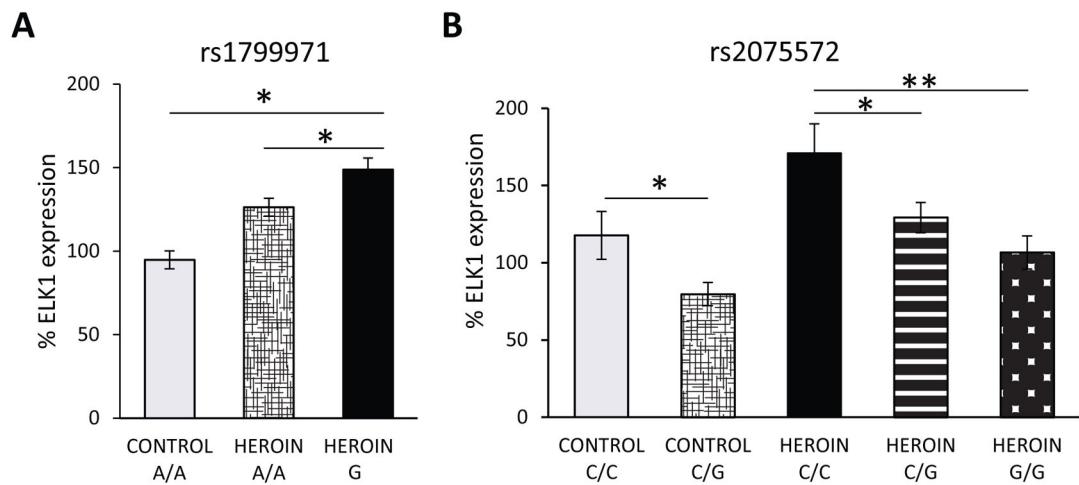 A
rs1799971
% ELK1 expression
200
150
100
50
0
*
*
CONTROL A/A
HEROIN A/A
HEROIN G
B
rs2075572
% ELK1 expression
200
150
100
50
0
*
*
**
CONTROL C/C
CONTROL C/G
HEROIN C/C
HEROIN C/G
HEROIN G/G